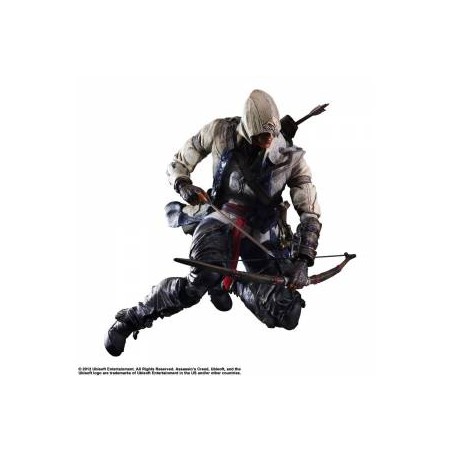 © 2012 Ubisoft Entertainment. All Rights Reserved. Assassin's Creed, Ubisoft, and the
Ubisoft logo are trademarks of Ubisoft Entertainment in the US and/or other countries.